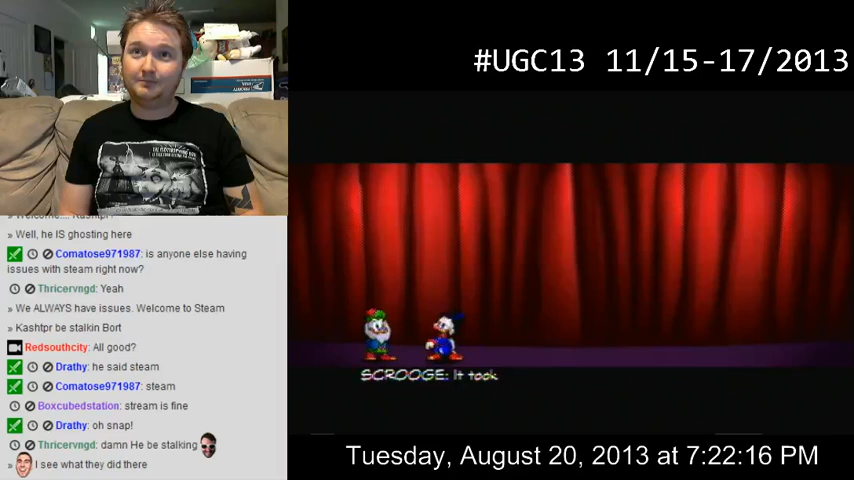 #UGC13 11/15-17/2013
» Well, he IS ghosting here
Comatose971987: is anyone else having
issues with steam right now?
Thricervngd: Yeah
» We ALWAYS have issues. Welcome to Steam
» Kashtpr be stalkin Bort
Redsouthcity: All good?
Drathy: he said steam
Comatose971987: steam
Boxcubedstation: stream is fine
Drathy: oh snap!
Thricervngd: damn He be stalking
» I see what they did there
SCROOGE: It took
Tuesday, August 20, 2013 at 7:22:16 PM